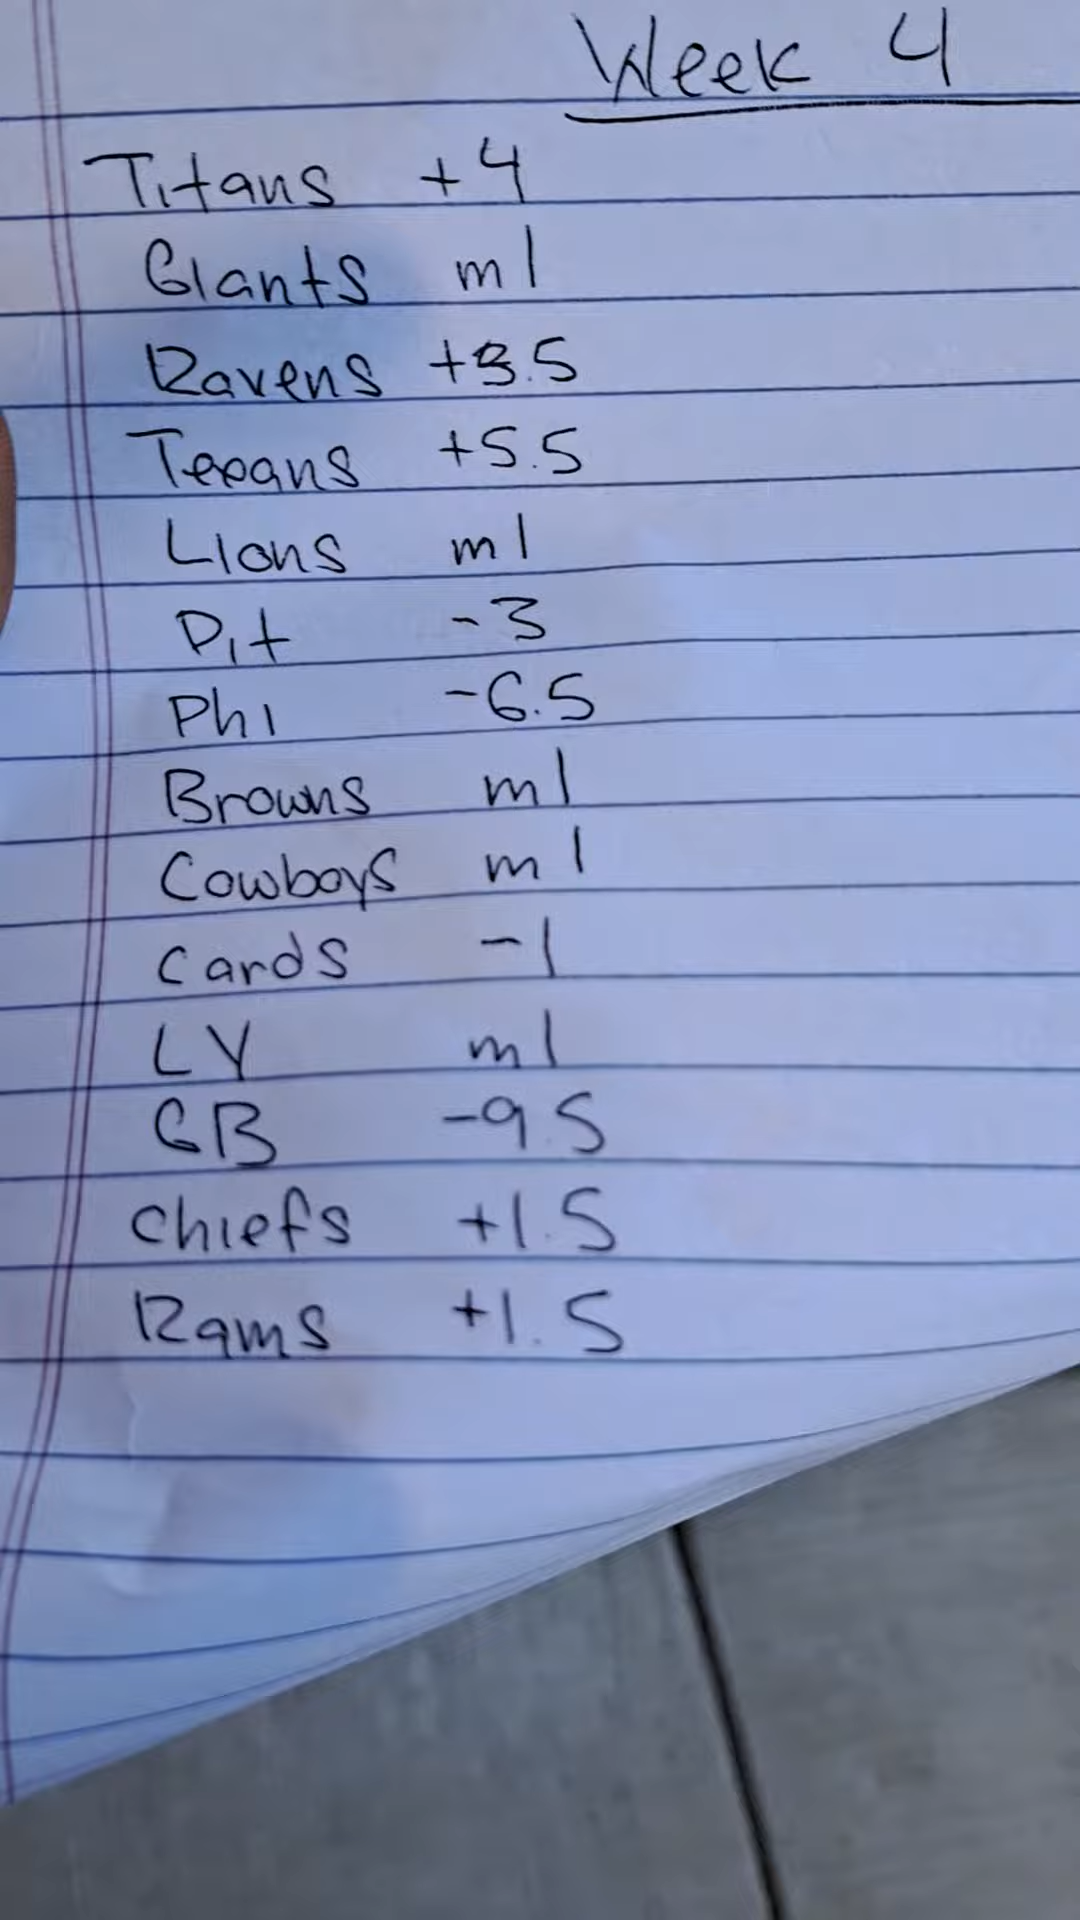 Week 4
Titans +4
Giants ml
Ravens +3.5
Texans +5.5
Lions ml
Pit -3
Phi -6.5
Browns ml
Cowboys ml
Cards -1
LV ml
GB -9.5
Chiefs +1.5
Rams +1.5